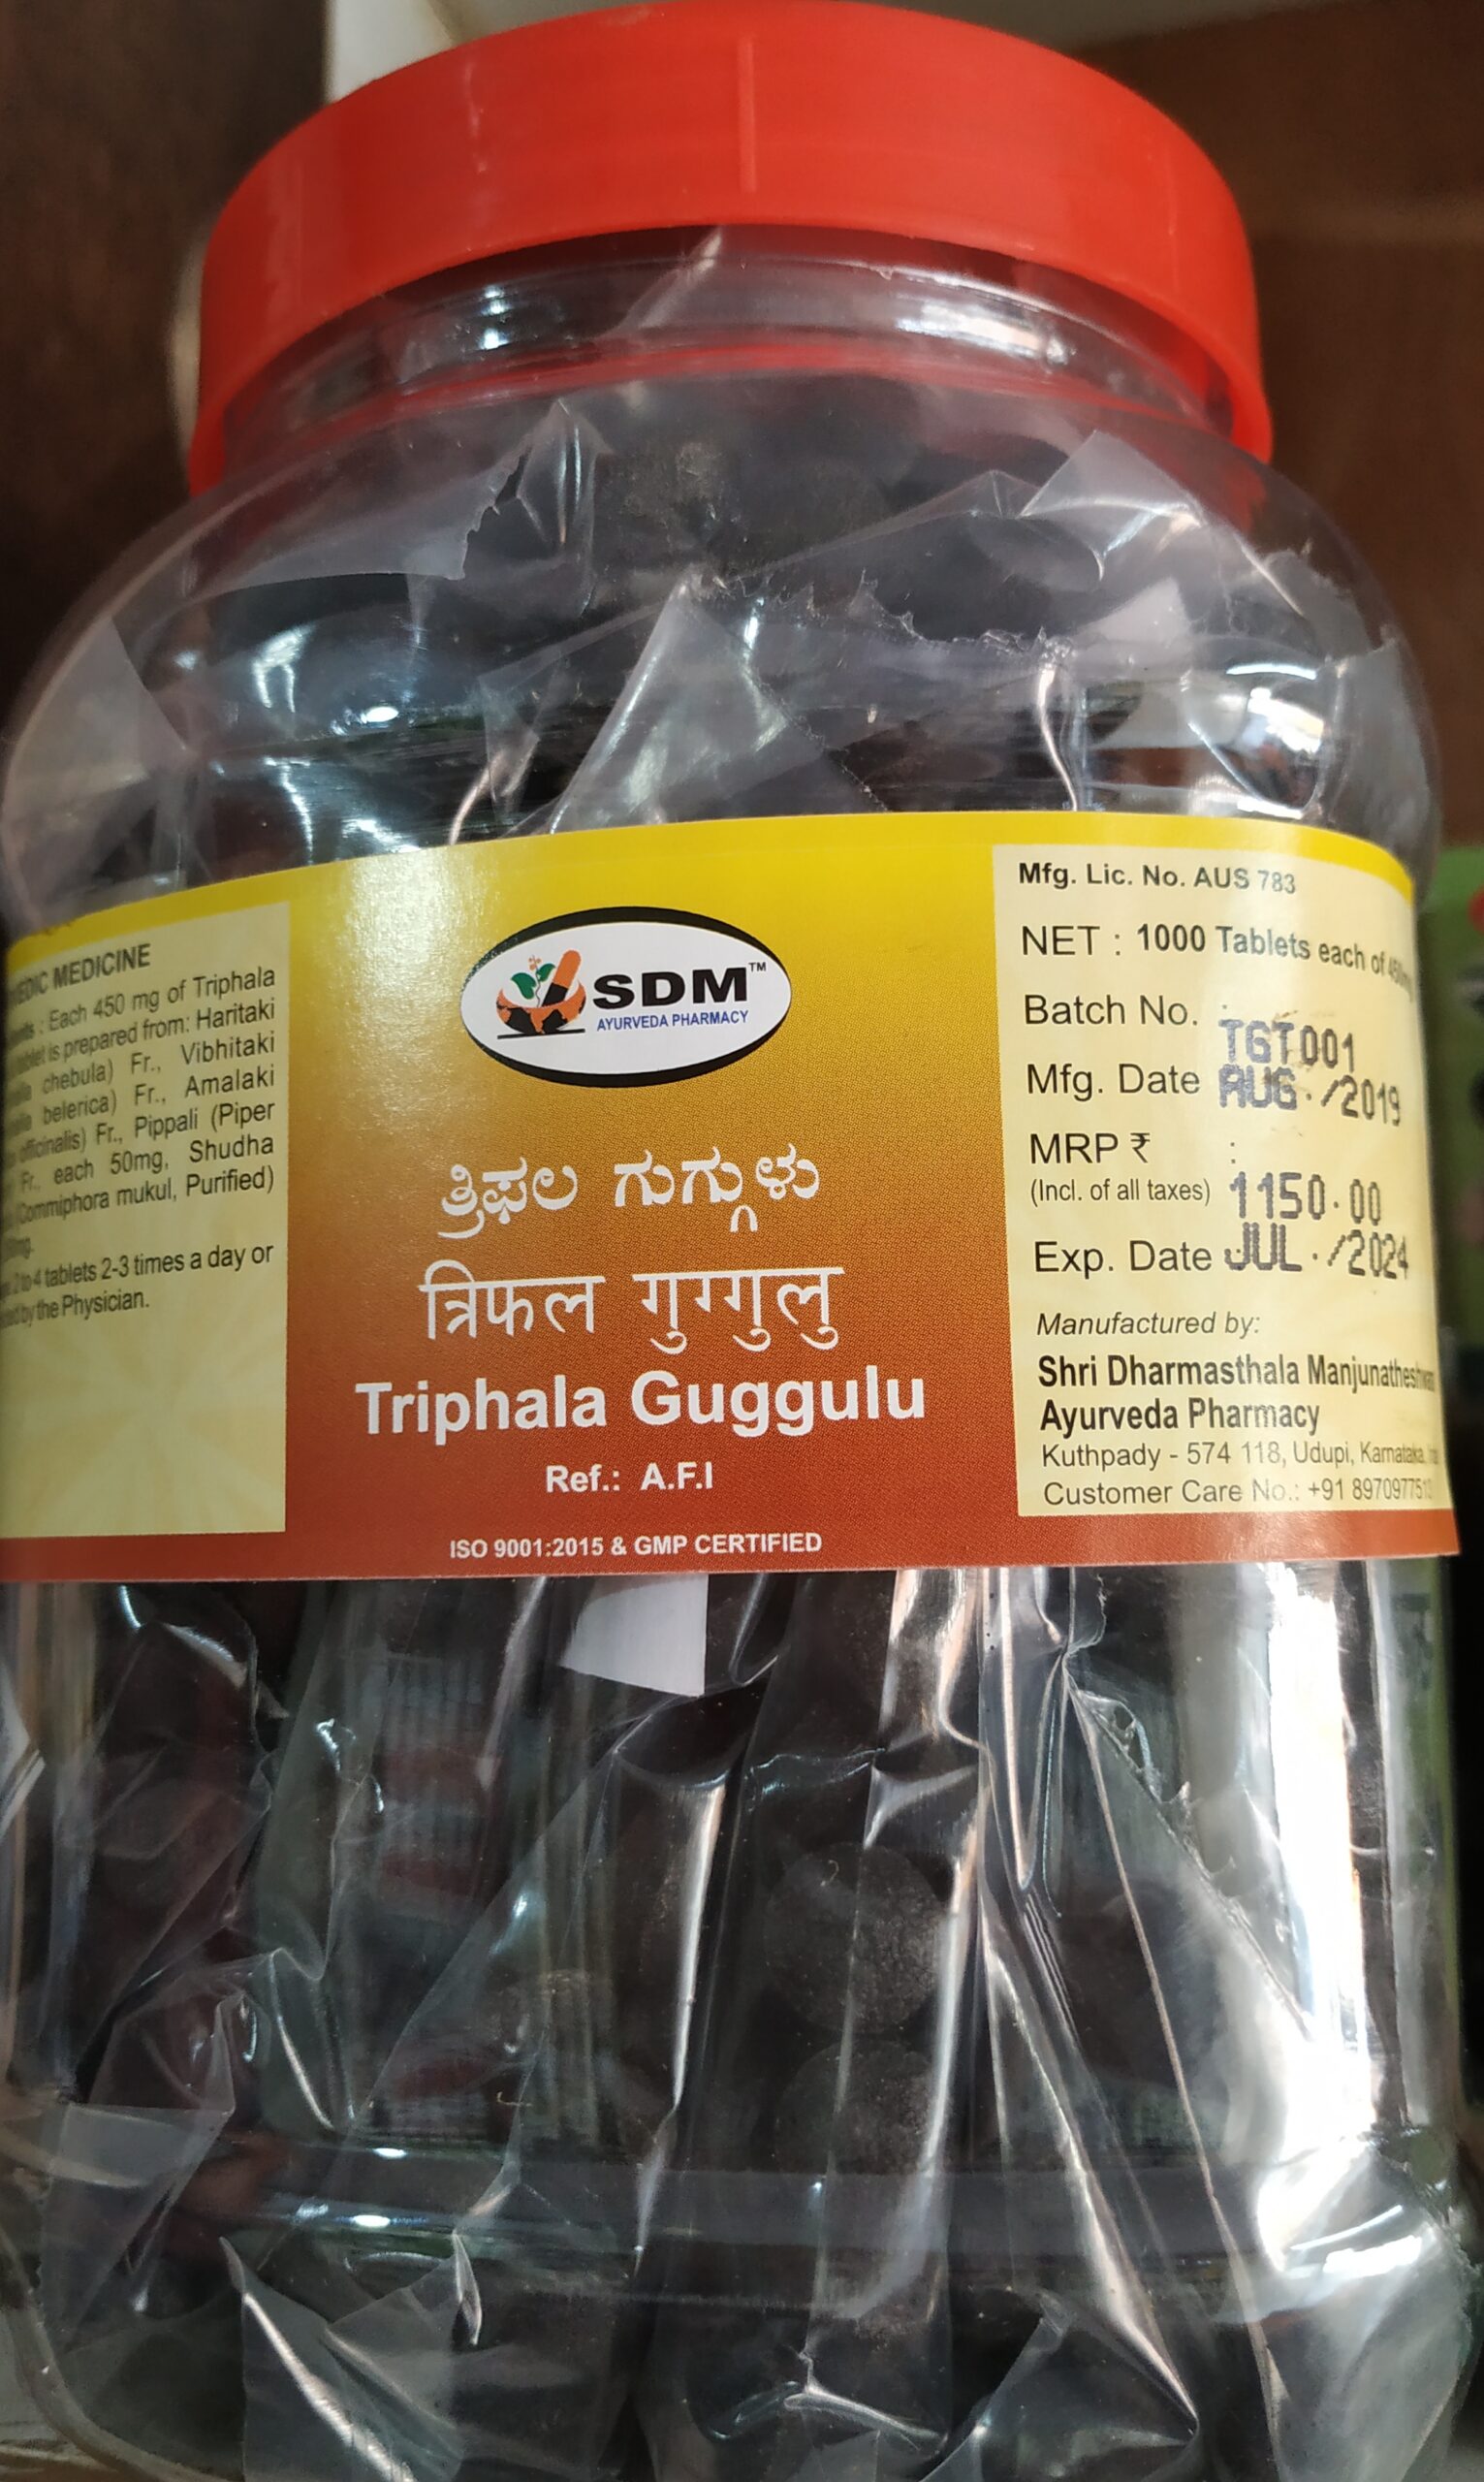 MEDICINE
: Each 450 mg of Triphala
is prepared from: Haritaki
chebula) Fr., Vibhitaki
belerica) Fr., Amalaki
officinalis) Fr., Pippali (Piper
Fr. each 50mg, Shudha
(Commiphora mukul, Purified)
2 to 4 tablets 2-3 times a day or
by the Physician.
SDM™
AYURVEDA PHARMACY
ತ್ರಿಫಲ ಗುಗ್ಗುಳು
त्रिफल गुग्गुलु
Triphala Guggulu
Ref.: A.F.I
ISO 9001:2015 & GMP CERTIFIED
Mfg. Lic. No. AUS 783
NET : 1000 Tablets each of
Batch No. : TGT001
Mfg. Date AUG./2019
MRP ₹ :
(Incl. of all taxes) 1150.00
Exp. Date JUL./2024
Manufactured by:
Shri Dharmasthala
Ayurveda Pharmacy
Kuthpady - 574 118, Udupi, Karnataka,
Customer Care No.: +91